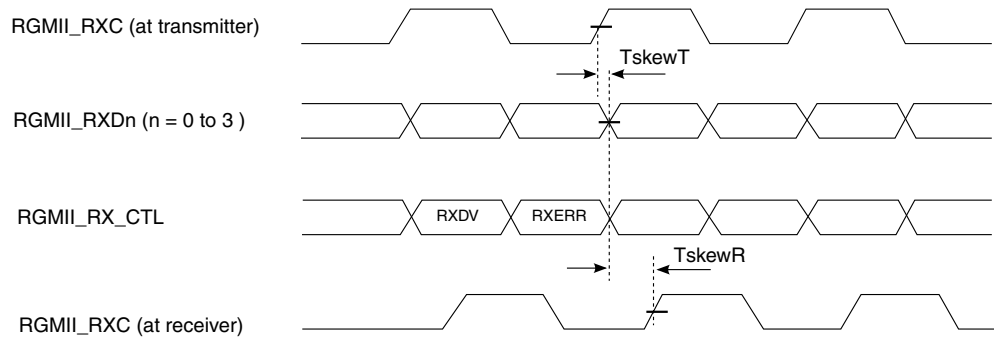 RGMII_RXC (at transmitter)
TskewT
RGMII_RXDn (n = 0 to 3 )
RGMII_RX_CTL
RXDV
RXERR
TskewR
RGMII_RXC (at receiver)